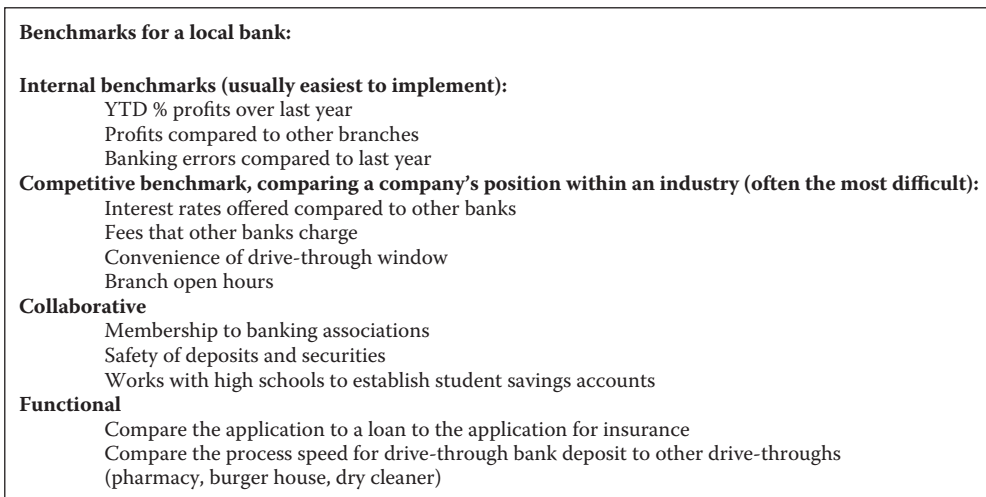 Benchmarks for a local bank:
Internal benchmarks (usually easiest to implement):
YTD % profits over last year
Profits compared to other branches
Banking errors compared to last year
Competitive benchmark, comparing a company's position within an industry (often the most difficult):
Interest rates offered compared to other banks
Fees that other banks charge
Convenience of drive-through window
Branch open hours
Collaborative
Membership to banking associations
Safety of deposits and securities
Works with high schools to establish student savings accounts
Functional
Compare the application to a loan to the application for insurance
Compare the process speed for drive-through bank deposit to other drive-throughs
(pharmacy, burger house, dry cleaner)